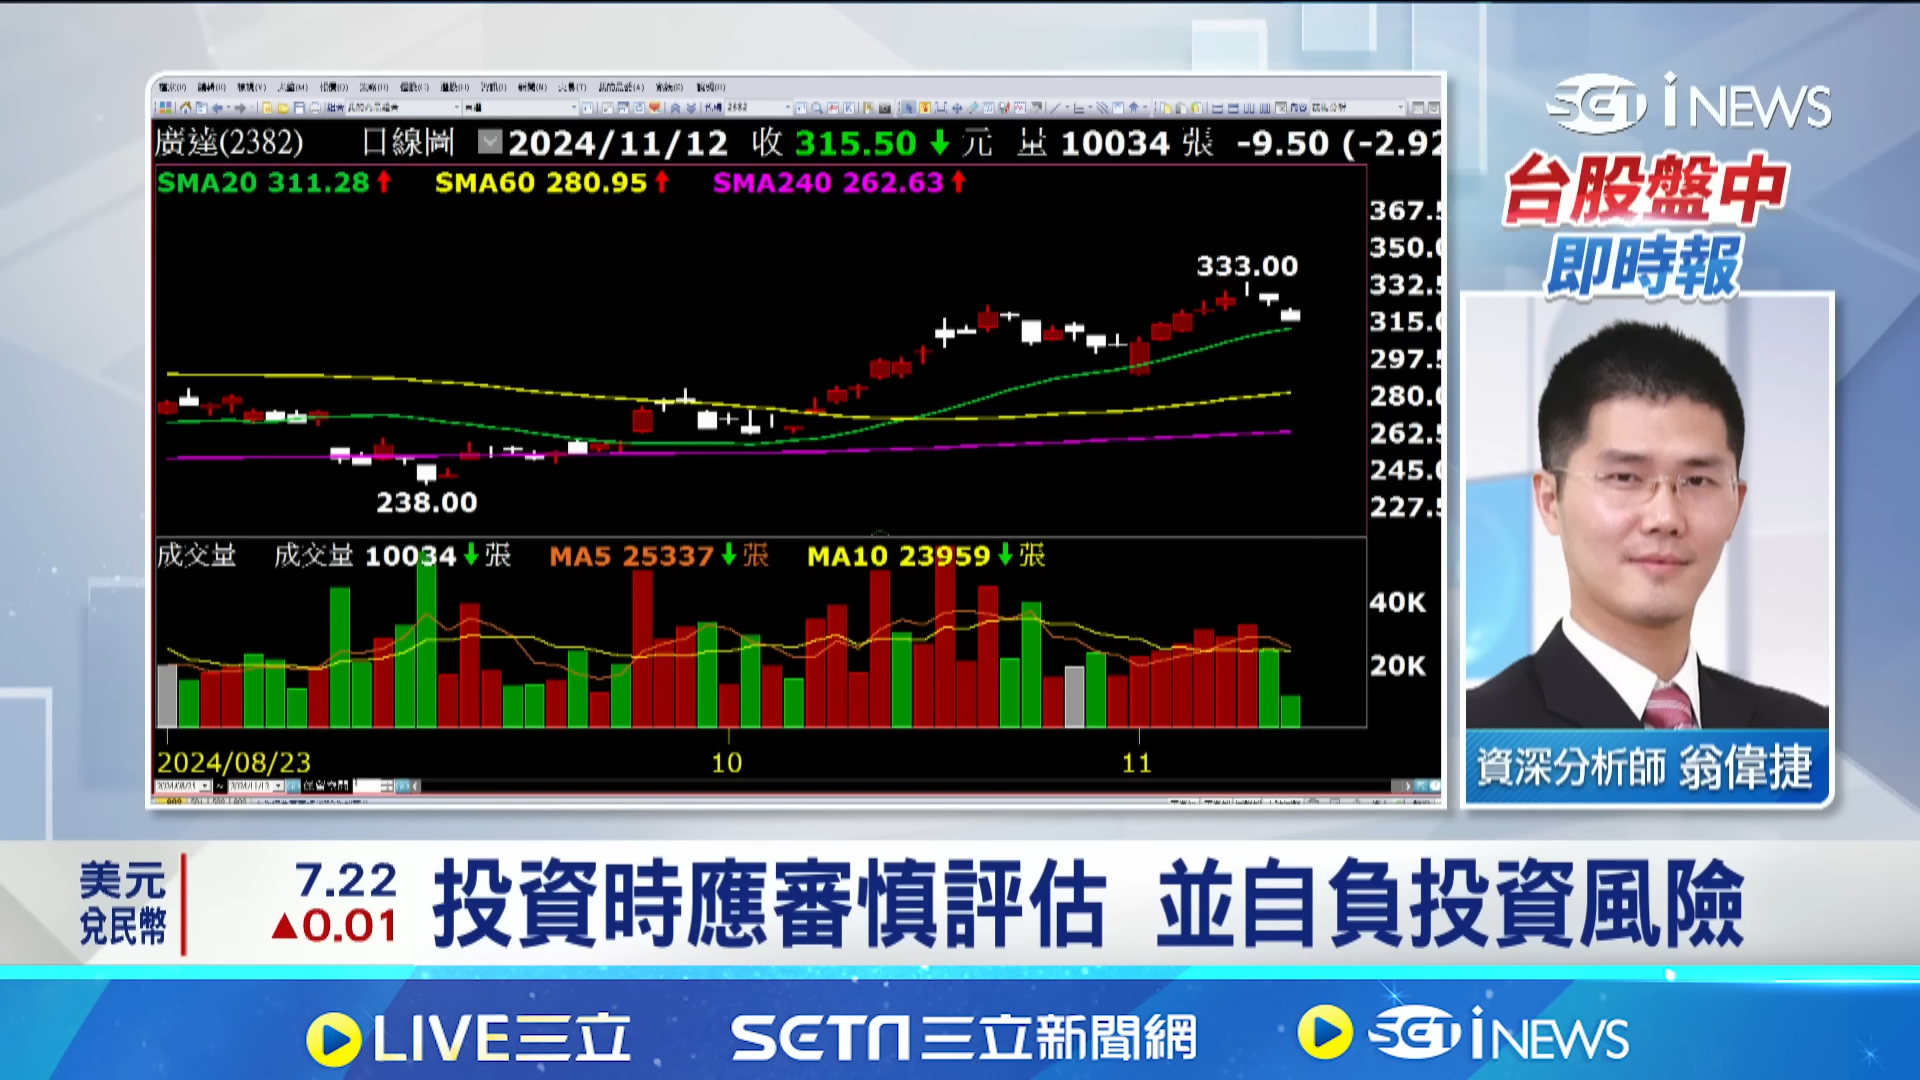 SET iNEWS
台股盤中
即時報
廣達(2382) 日線圖 2024/11/12 收 315.50 元 量 10034 張 -9.50 (-2.92
SMA20 311.28 SMA60 280.95 SMA240 262.63
367.5
350.0
333.00
332.5
315.0
297.5
280.0
262.5
245.0
238.00
227.5
成交量 成交量 10034 張 MA5 25337 張 MA10 23959 張
40K
20K
2024/08/23 10 11
資深分析師 翁偉捷
美元
兌民幣
7.22
▲0.01
投資時應審慎評估 並自負投資風險
LIVE三立 SETN三立新聞網 SET iNEWS